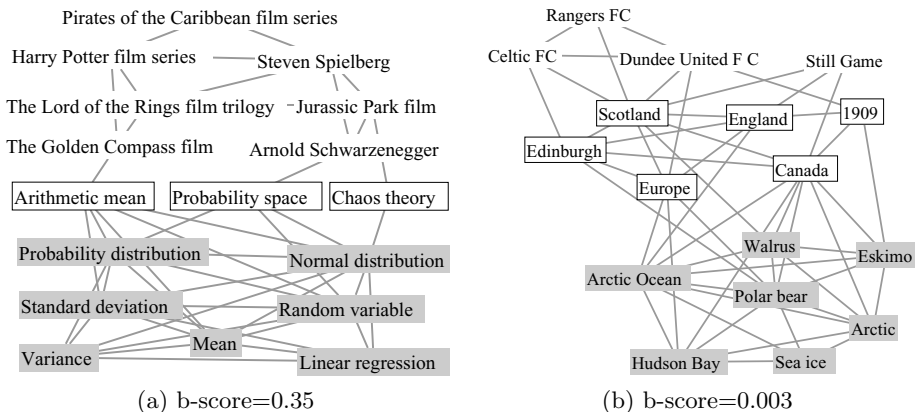 Pirates of the Caribbean film series
Harry Potter film series
Steven Spielberg
The Lord of the Rings film trilogy
Jurassic Park film
The Golden Compass film
Arnold Schwarzenegger
Arithmetic mean
Probability space
Chaos theory
Probability distribution
Normal distribution
Standard deviation
Random variable
Mean
Variance
Linear regression
(a) b-score=0.35
Rangers FC
Celtic FC
Dundee United F C
Still Game
Scotland
England
1909
Edinburgh
Canada
Europe
Walrus
Eskimo
Arctic Ocean
Polar bear
Arctic
Hudson Bay
Sea ice
(b) b-score=0.003